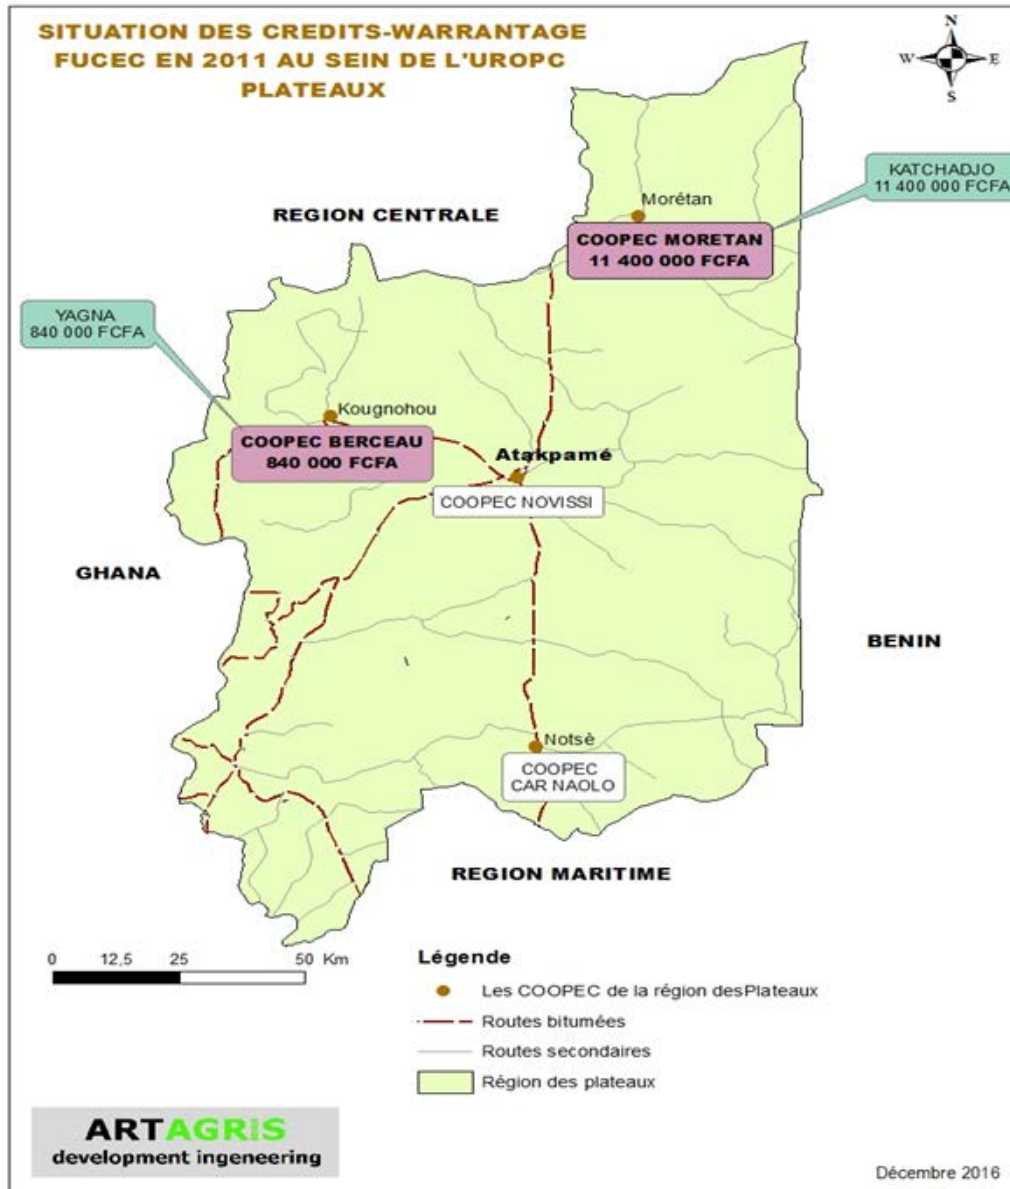 SITUATION DES CREDITS-WARRANTAGE
FUCEC EN 2011 AU SEIN DE L'UROPC
PLATEAUX
N
W
E
S
KATCHADJO
11 400 000 FCFA
Morétan
REGION CENTRALE
COOPEC MORETAN
11 400 000 FCFA
YAGNA
840 000 FCFA
Kougnohou
COOPEC BERCEAU
840 000 FCFA
Atakpamé
COOPEC NOVISSI
GHANA
BENIN
Notsè
COOPEC
CAR NAOLO
REGION MARITIME
0 12,5 25 50 Km
Légende
Les COOPEC de la région desPlateaux
Routes bitumées
Routes secondaires
Région des plateaux
ARTAGRIS
development ingeneering
Décembre 2016